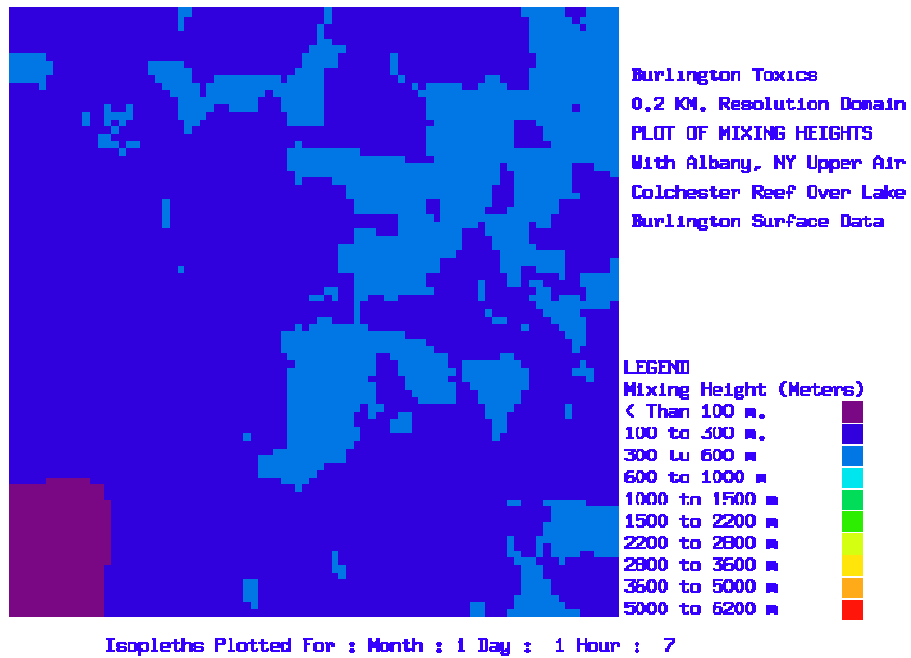 Burlington Toxics
0.2 KM. Resolution Domain
PLOT OF MIXING HEIGHTS
With Albany, NY Upper Air
Colchester Reef Over Lake
Burlington Surface Data
LEGEND
Mixing Height (Meters)
< Than 100 m.
100 to 300 m.
300 to 600 m
600 to 1000 m
1000 to 1500 m
1500 to 2200 m
2200 to 2800 m
2800 to 3600 m
3600 to 5000 m
5000 to 6200 m
Isopleths Plotted For : Month : 1 Day : 1 Hour : 7